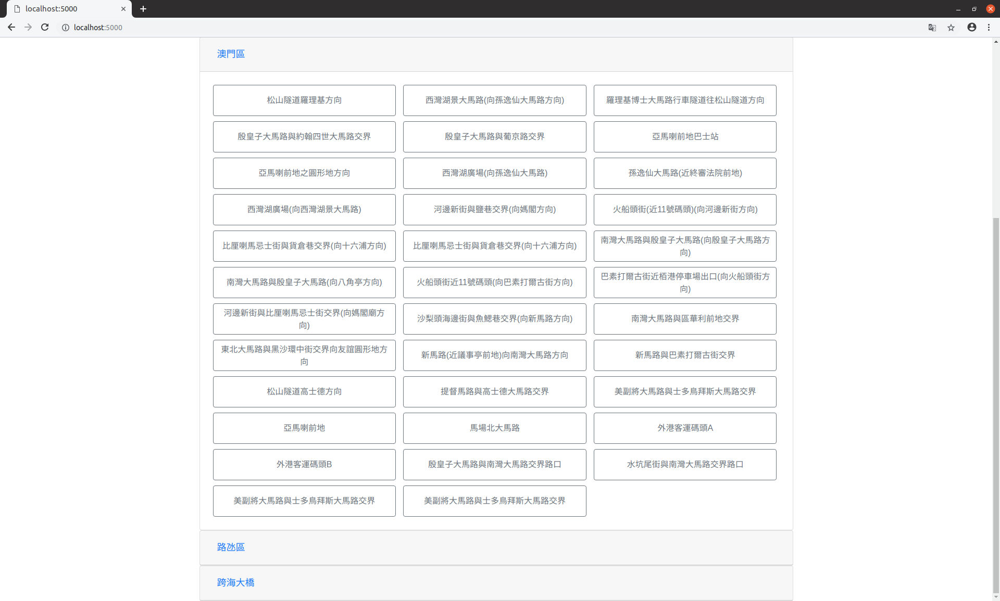 localhost:5000
localhost:5000
澳門區
松山隧道羅理基方向
西灣湖景大馬路(向孫逸仙大馬路方向)
羅理基博士大馬路行車隧道往松山隧道方向
殷皇子大馬路與約翰四世大馬路交界
殷皇子大馬路與葡京路交界
亞馬喇前地巴士站
亞馬喇前地之圓形地方向
西灣湖廣場(向孫逸仙大馬路)
孫逸仙大馬路(近終審法院前地)
西灣湖廣場(向西灣湖景大馬路)
河邊新街與鹽巷交界(向媽閣方向)
火船頭街(近11號碼頭)(向河邊新街方向)
比厘喇馬忌士街與貨倉巷交界(向十六浦方向)
比厘喇馬忌士街與貨倉巷交界(向十六浦方向)
南灣大馬路與殷皇子大馬路(向殷皇子大馬路方
向)
南灣大馬路與殷皇子大馬路(向八角亭方向)
火船頭街近11號碼頭(向巴素打爾古街方向)
巴素打爾古街近栢港停車場出口(向火船頭街方
向)
河邊新街與比厘喇馬忌士街交界(向媽閣廟方
向)
沙梨頭海邊街與魚鰓巷交界(向新馬路方向)
南灣大馬路與區華利前地交界
東北大馬路與黑沙環中街交界向友誼圓形地方
向
新馬路(近議事亭前地)向南灣大馬路方向
新馬路與巴素打爾古街交界
松山隧道高士德方向
提督馬路與高士德大馬路交界
美副將大馬路與士多鳥拜斯大馬路交界
亞馬喇前地
馬場北大馬路
外港客運碼頭A
外港客運碼頭B
殷皇子大馬路與南灣大馬路交界路口
水坑尾街與南灣大馬路交界路口
美副將大馬路與士多鳥拜斯大馬路交界
美副將大馬路與士多鳥拜斯大馬路交界
路氹區
跨海大橋